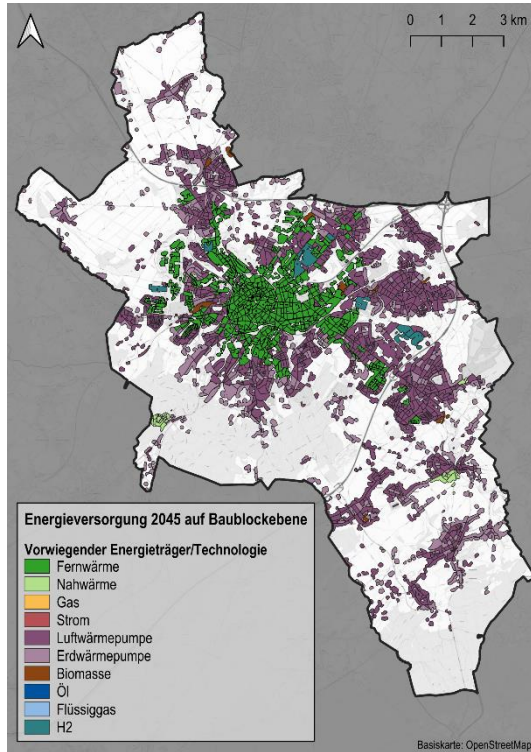 0 1 2 3 km
Energieversorgung 2045 auf Baublockebene
Vorwiegender Energieträger/Technologie
Fernwärme
Nahwärme
Gas
Strom
Luftwärmepumpe
Erdwärmepumpe
Biomasse
Öl
Flüssiggas
H2
Basiskarte: OpenStreetMap